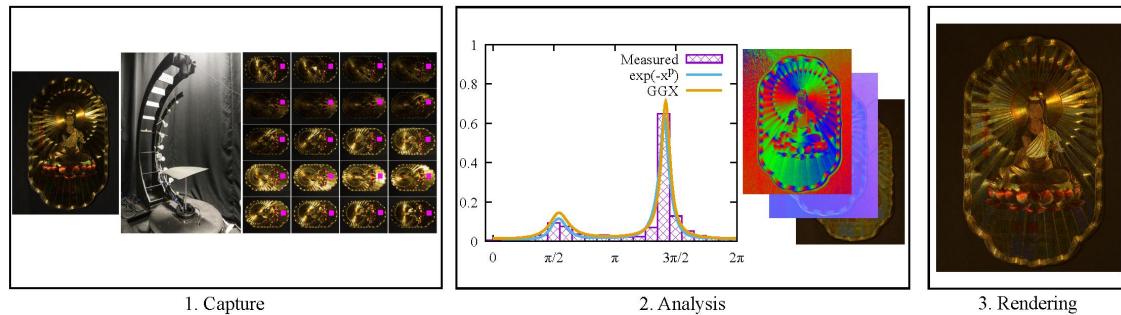 1
0.8
0.6
0.4
0.2
0
Measured
exp(-x^p)
GGX
0 π/2 π 3π/2 2π
1. Capture
2. Analysis
3. Rendering